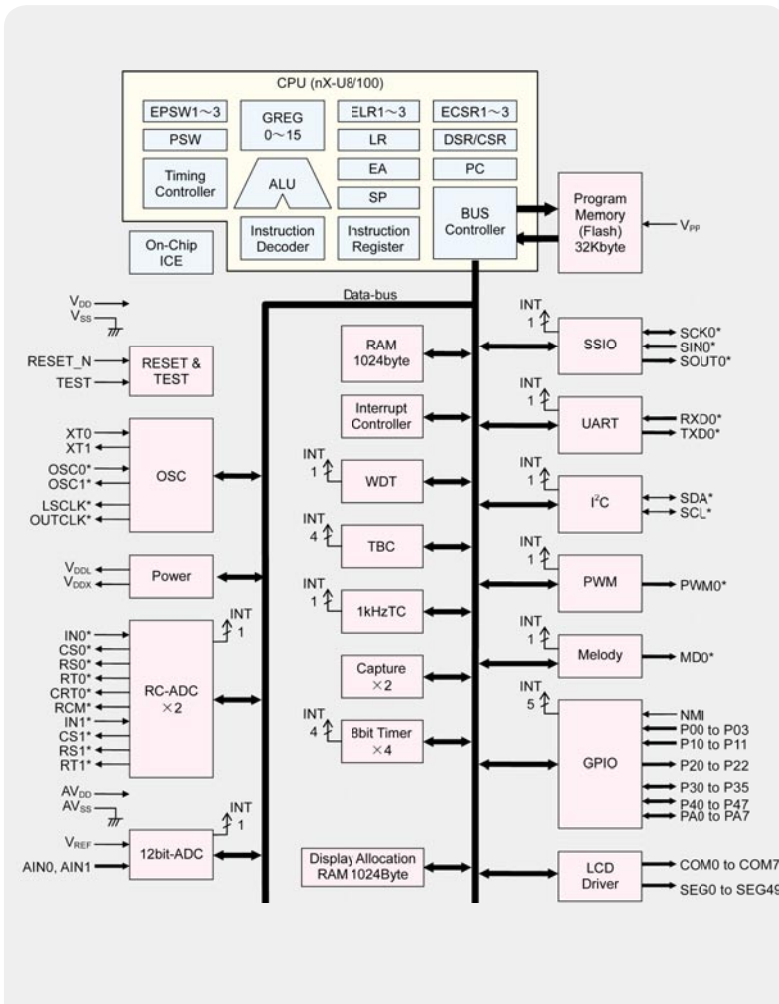 CPU (nX-U8/100)
EPSW1～3
GREG
0～15
ELR1～3
ECSR1～3
PSW
LR
DSR/CSR
Timing
Controller
ALU
EA
PC
SP
BUS
Controller
Instruction
Decoder
Instruction
Register
On-Chip
ICE
Program
Memory
(Flash)
32Kbyte
VPP
Data-bus
VDD
VSS
RESET_N
TEST
RESET &
TEST
XT0
XT1
OSC0*
OSC1*
LSCLK*
OUTCLK*
OSC
VDDL
VDDX
Power
IN0*
CS0*
RS0*
RT0*
CRT0*
RCM*
IN1*
CS1*
RS1*
RT1*
RC-ADC
×2
INT
1
AVDD
AVSS
VREF
AIN0, AIN1
12bit-ADC
INT
1
RAM
1024byte
Interrupt
Controller
INT
1
WDT
INT
4
TBC
INT
1
1kHzTC
Capture
×2
INT
4
8bit Timer
×4
Display Allocation
RAM 1024Byte
INT
1
SSIO
SCK0*
SIN0*
SOUT0*
INT
1
UART
RXD0*
TXD0*
INT
1
I²C
SDA*
SCL*
INT
1
PWM
PWM0*
INT
1
Melody
MD0*
INT
5
GPIO
NMI
P00 to P03
P10 to P11
P20 to P22
P30 to P35
P40 to P47
PA0 to PA7
LCD
Driver
COM0 to COM7
SEG0 to SEG49